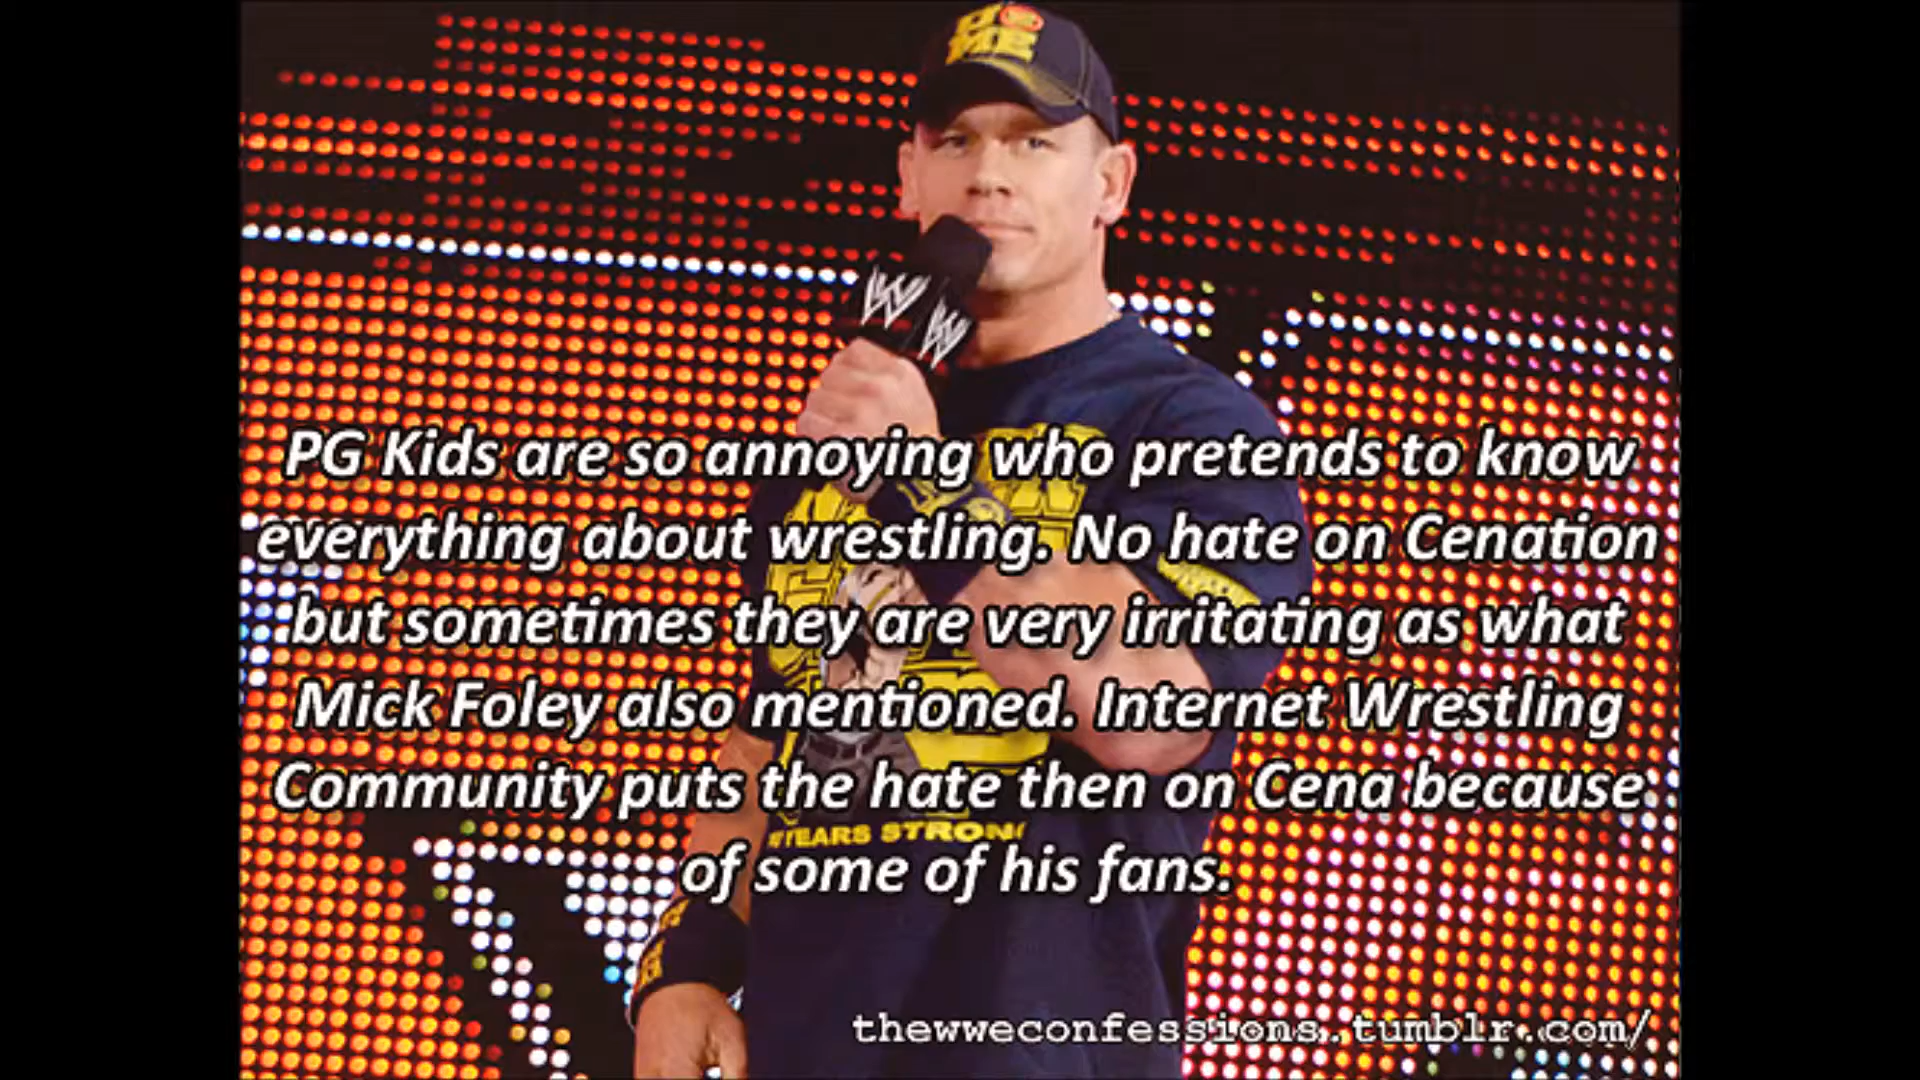 PG Kids are so annoying who pretends to know
everything about wrestling. No hate on Cenation
but sometimes they are very irritating as what
Mick Foley also mentioned. Internet Wrestling
Community puts the hate then on Cena because
of some of his fans.
YEARS STRONG
thewweconfessions.tumblr.com/